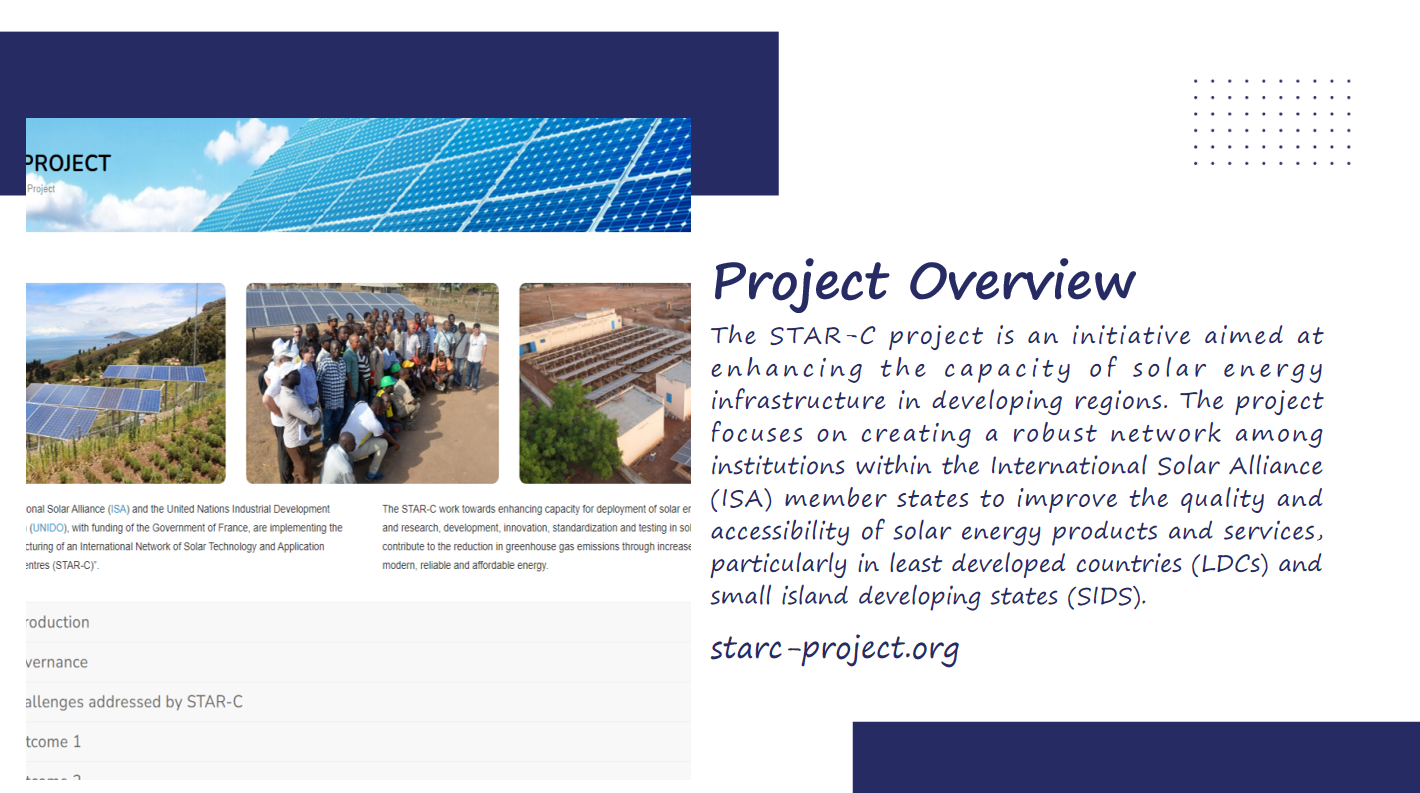 PROJECT
Project
onal Solar Alliance (ISA) and the United Nations Industrial Development
(UNIDO), with funding of the Government of France, are implementing the
cturing of an International Network of Solar Technology and Application
entres (STAR-C)".
The STAR-C work towards enhancing capacity for deployment of solar en
and research, development, innovation, standardization and testing in sol
contribute to the reduction in greenhouse gas emissions through increase
modern, reliable and affordable energy.
roduction
vernance
allenges addressed by STAR-C
tcome 1
Project Overview
The STAR-C project is an initiative aimed at
enhancing the capacity of solar energy
infrastructure in developing regions. The project
focuses on creating a robust network among
institutions within the International Solar Alliance
(ISA) member states to improve the quality and
accessibility of solar energy products and services,
particularly in least developed countries (LDCs) and
small island developing states (SIDS).
starc-project.org